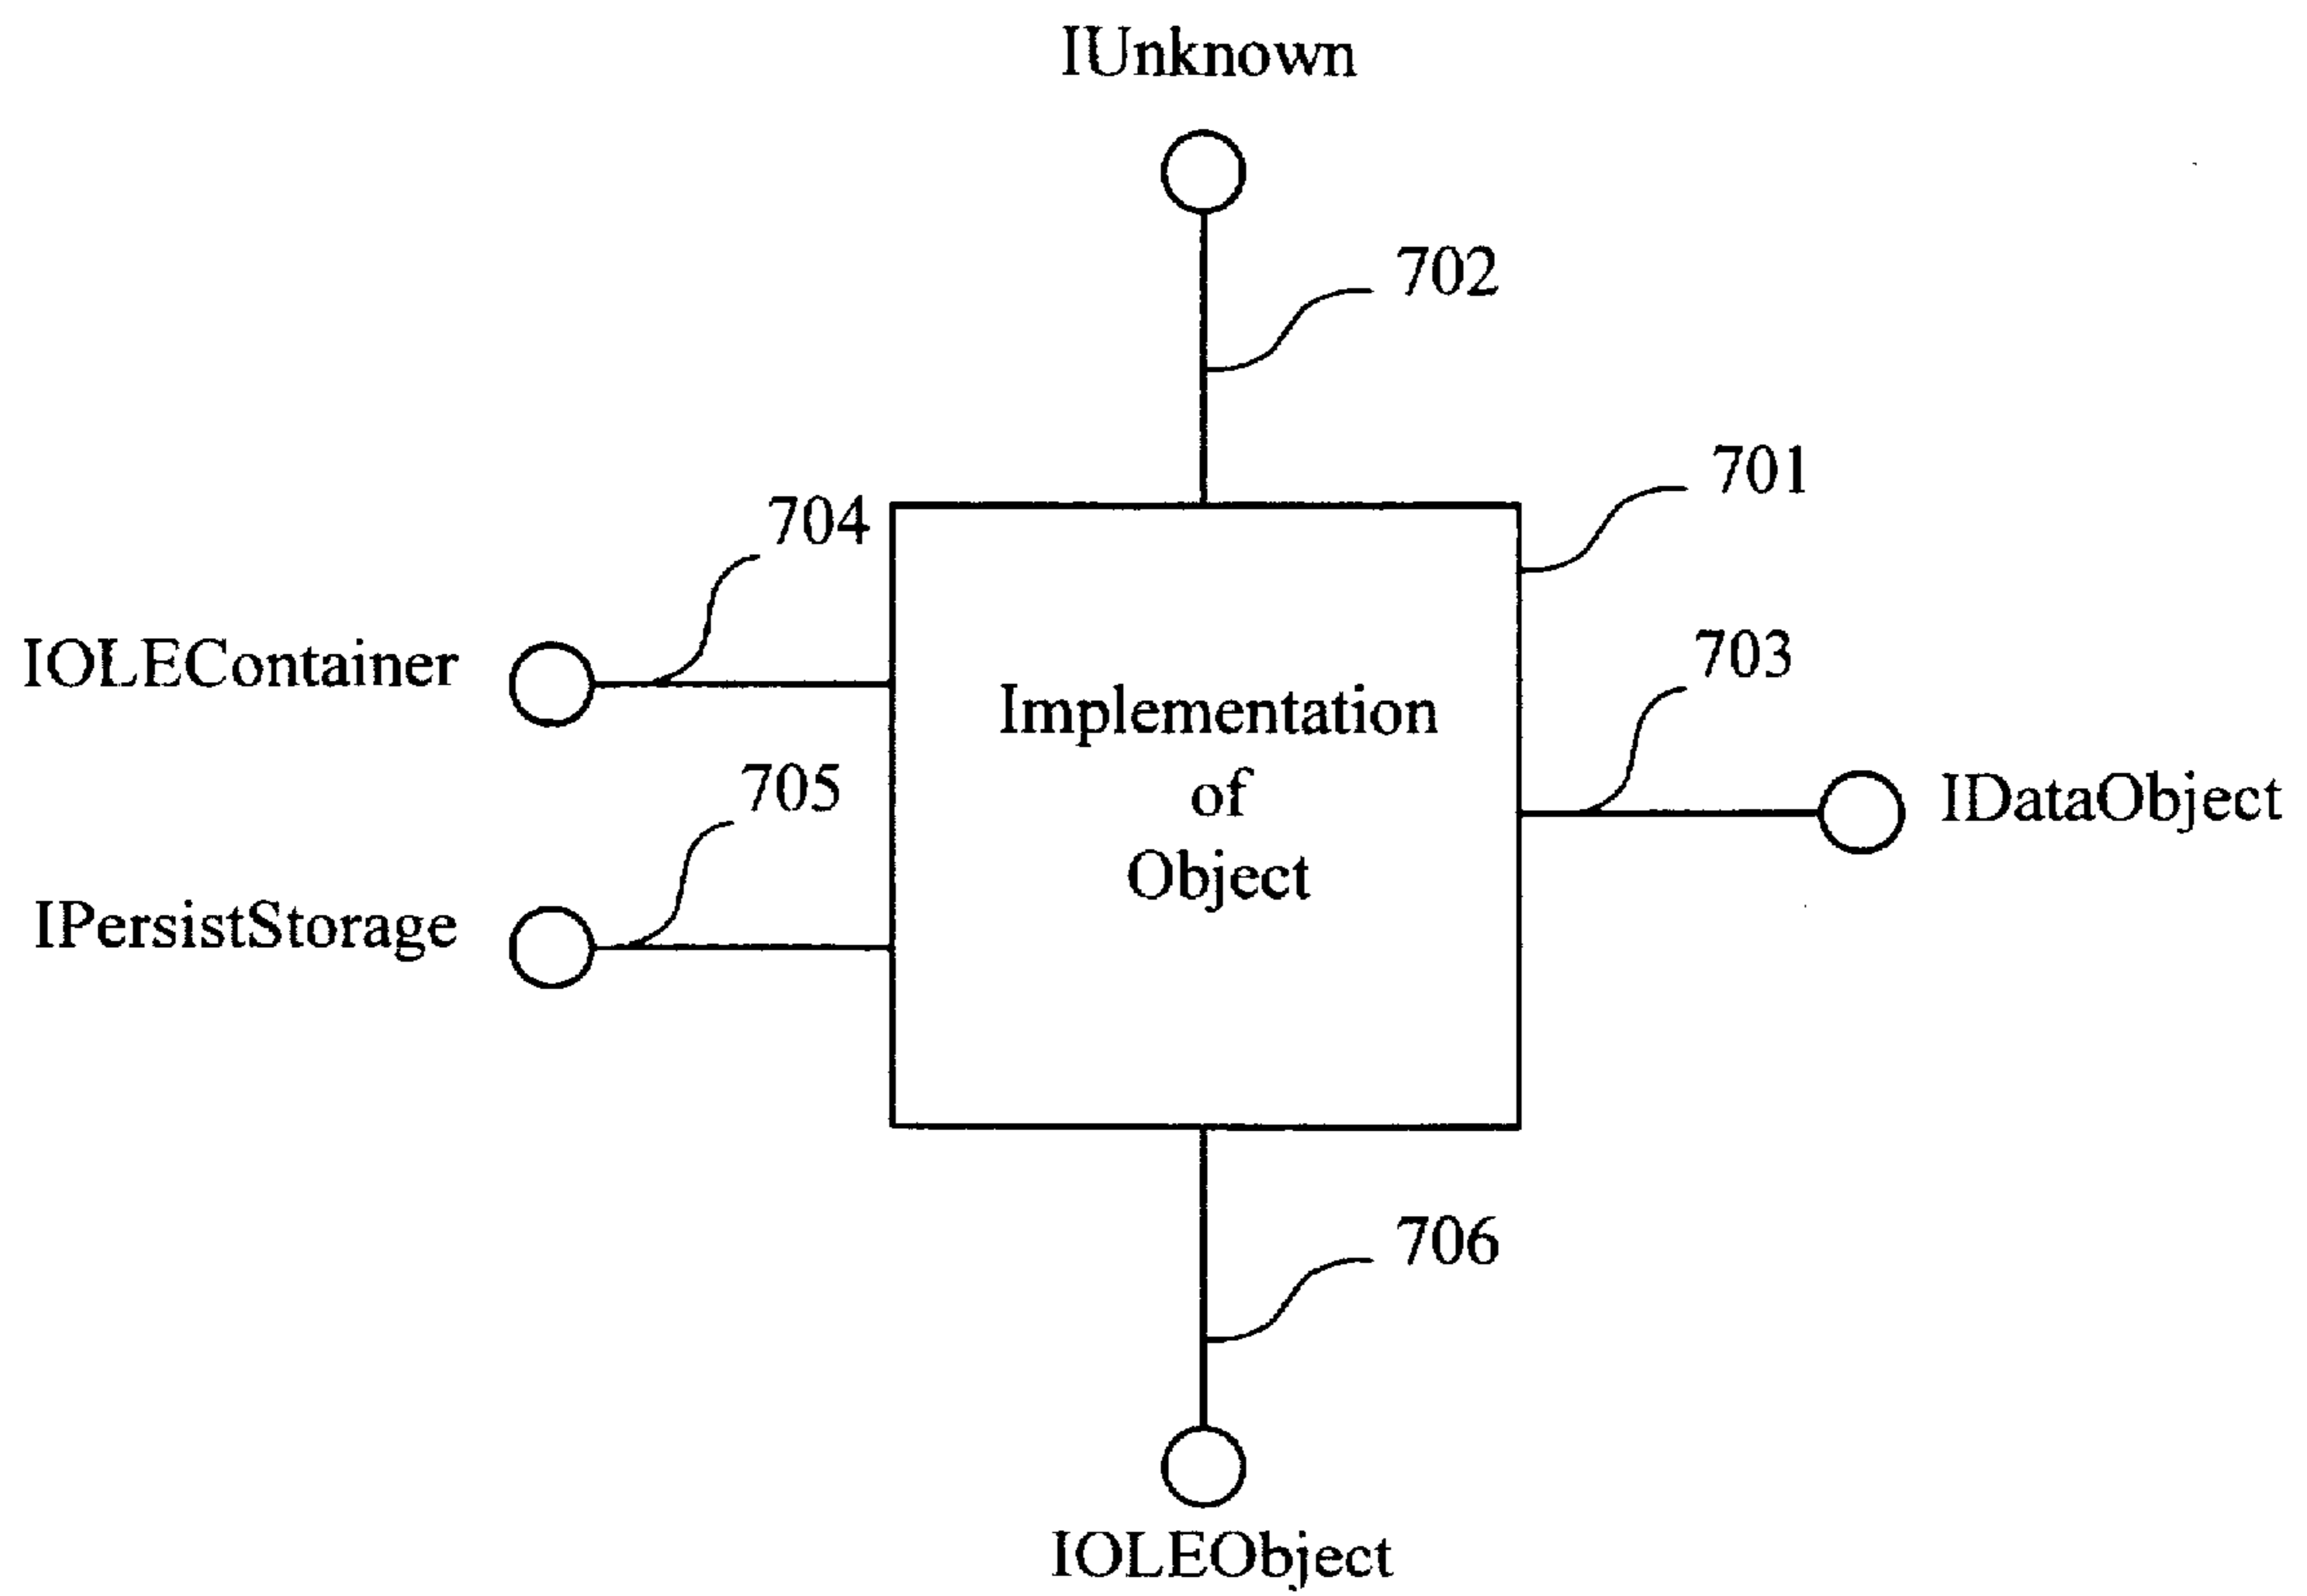 IUnknown
702
701
704
703
IOLEContainer
Implementation
of
Object
705
IDataObject
IPersistStorage
706
IOLEObject